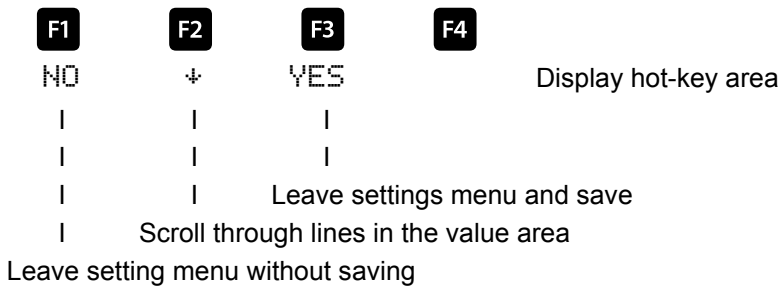 F1 F2 F3 F4
NO ↓ YES Display hot-key area
I I I
I I I
I I Leave settings menu and save
I Scroll through lines in the value area
Leave setting menu without saving